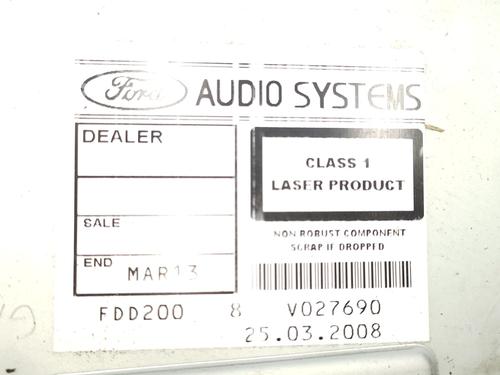 Ford AUDIO SYSTEMS
DEALER
CLASS 1
LASER PRODUCT
SALE
NON ROBUST COMPONENT
SCRAP IF DROPPED
END MAR13
FDD200 8 V027690
25.03.2008